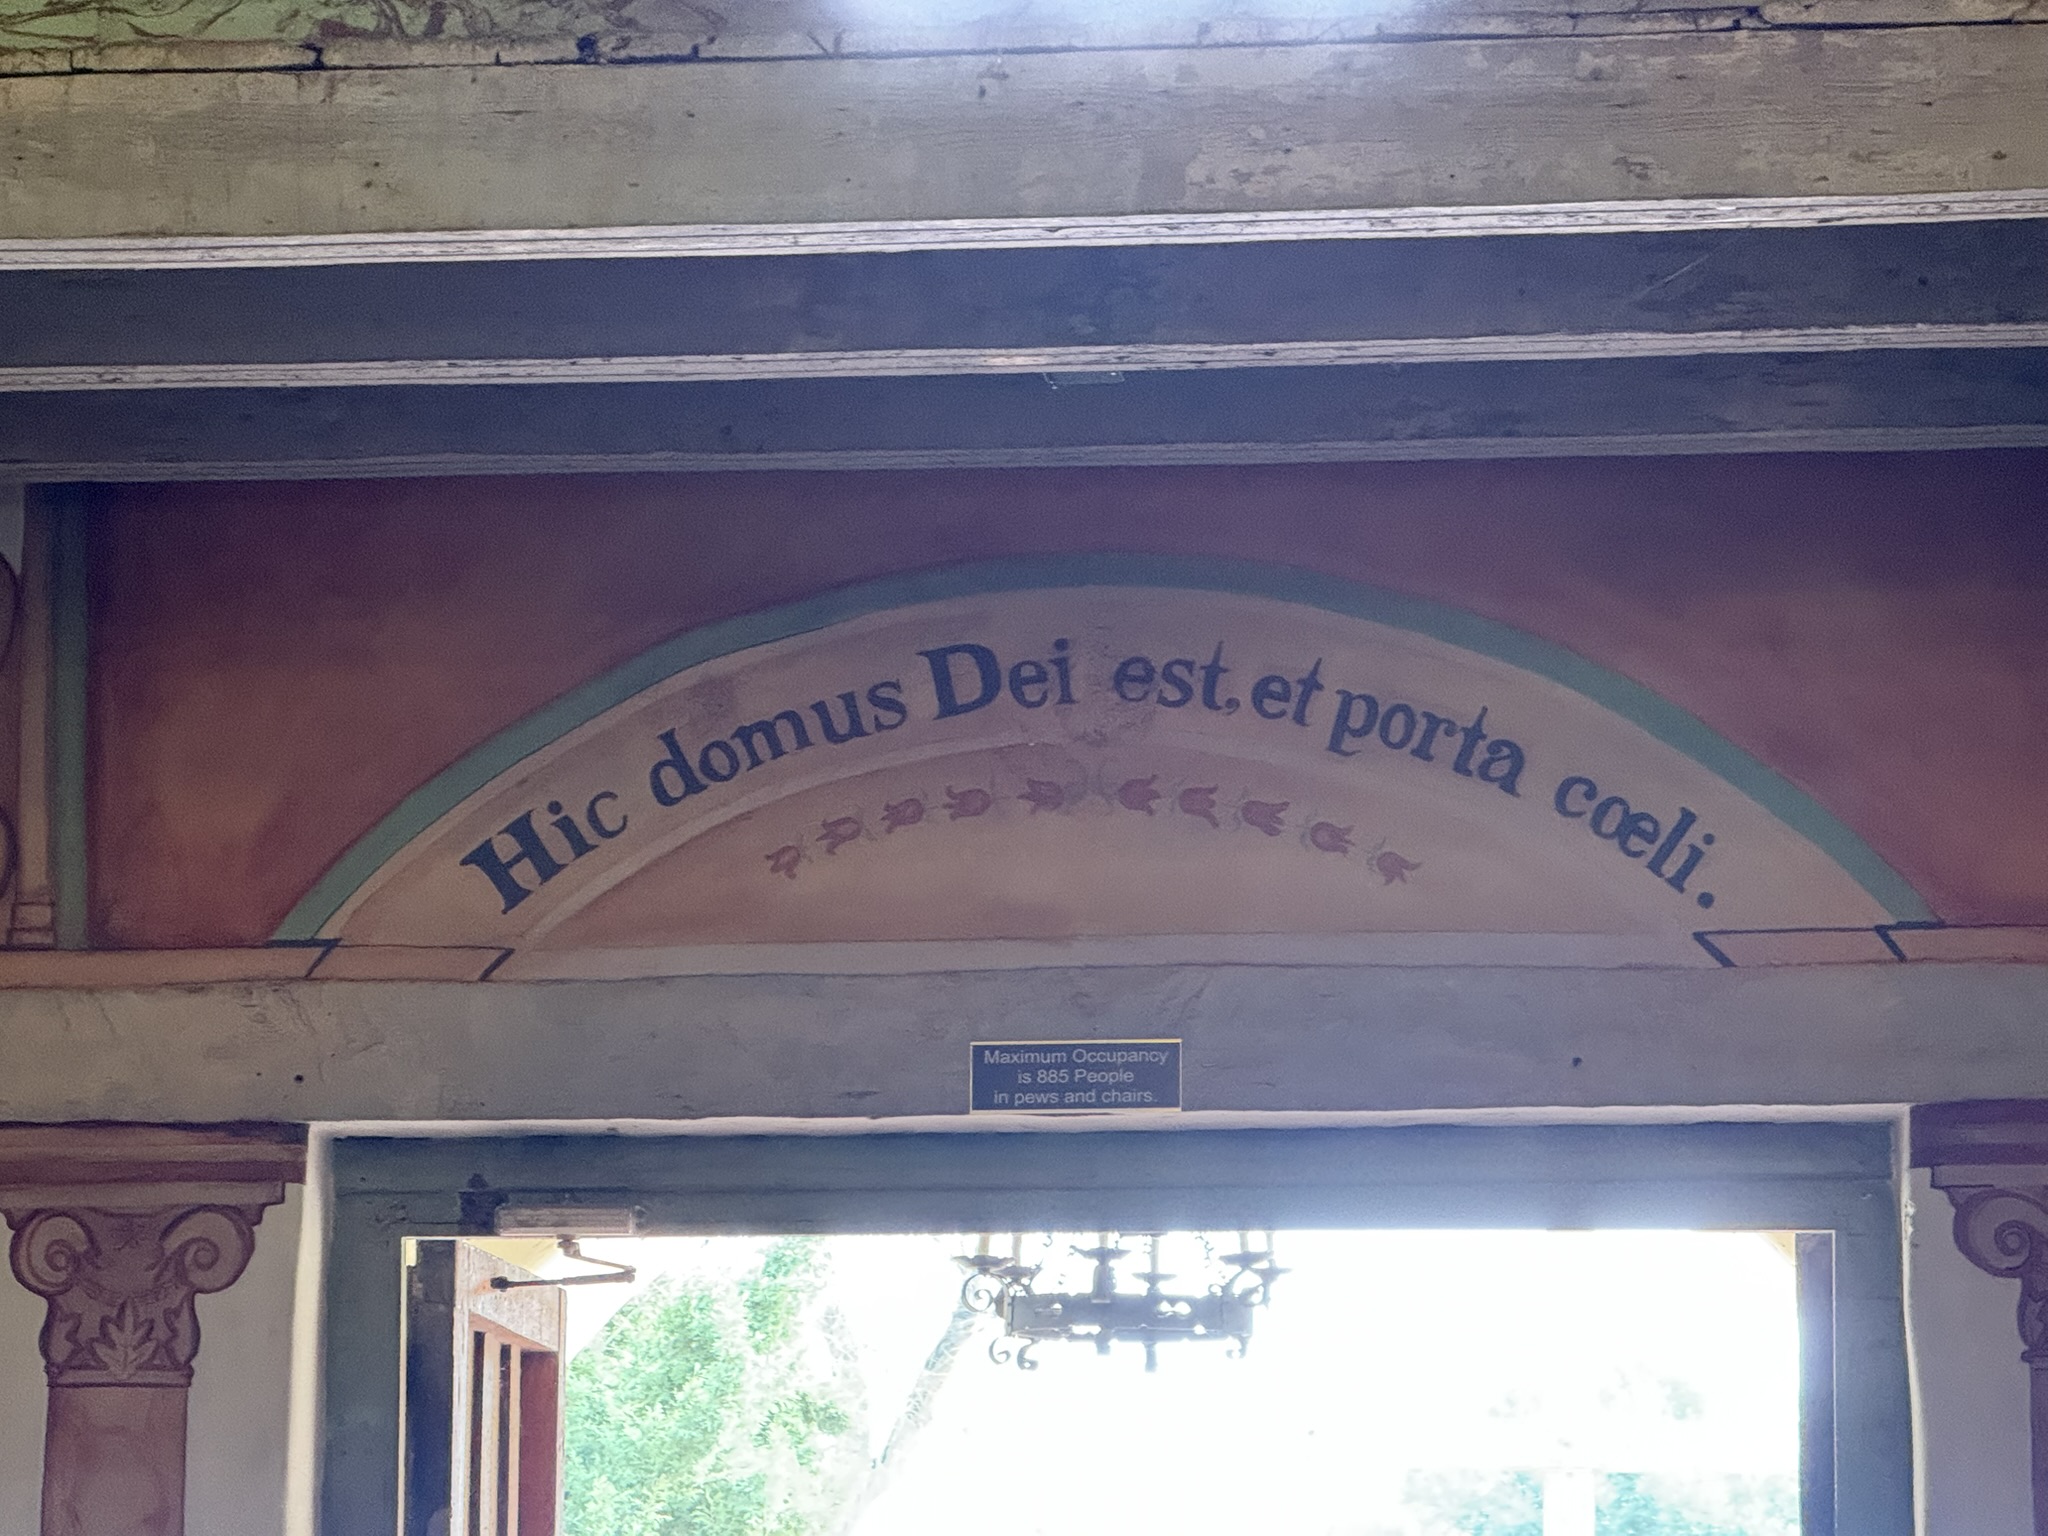 Hic domus Dei est, et porta cœli.
Maximum Occupancy
is 885 People
in pews and chairs.